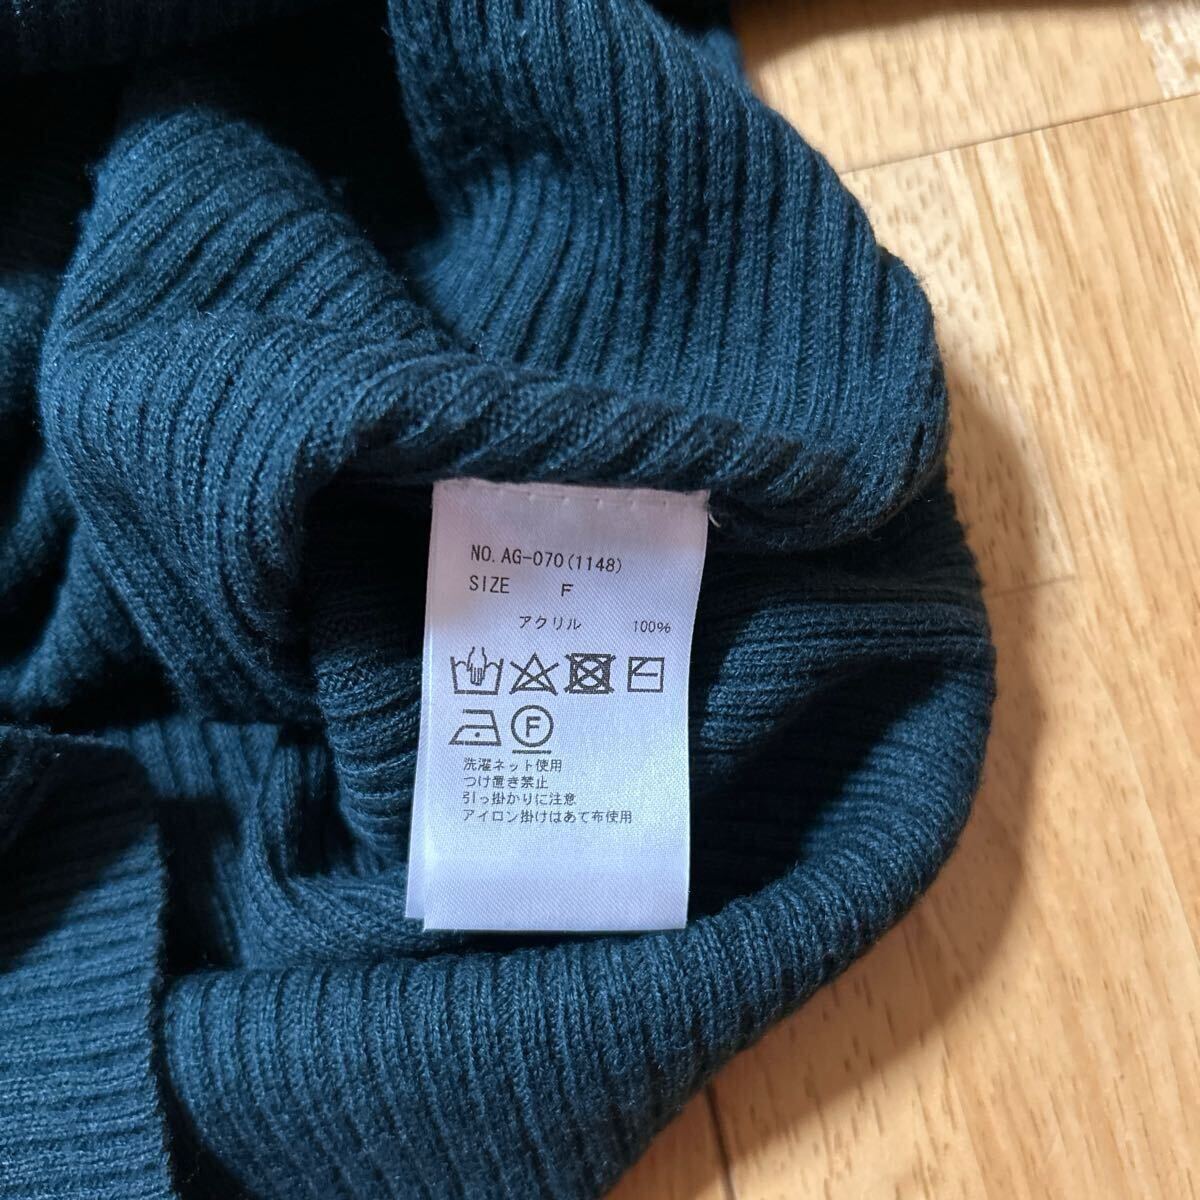 NO. AG-070(1148)
SIZE F
アクリル 100%
F
洗濯ネット使用
つけ置き禁止
引っ掛かりに注意
アイロン掛けはあて布使用